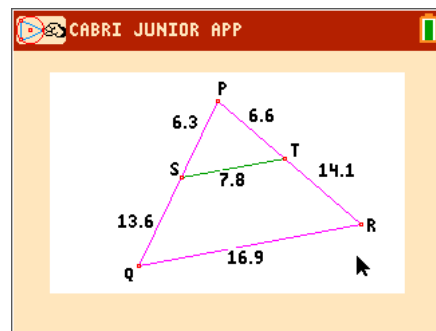 CABRI JUNIOR APP
P
6.3 6.6
S T
7.8 14.1
13.6
R
16.9
Q